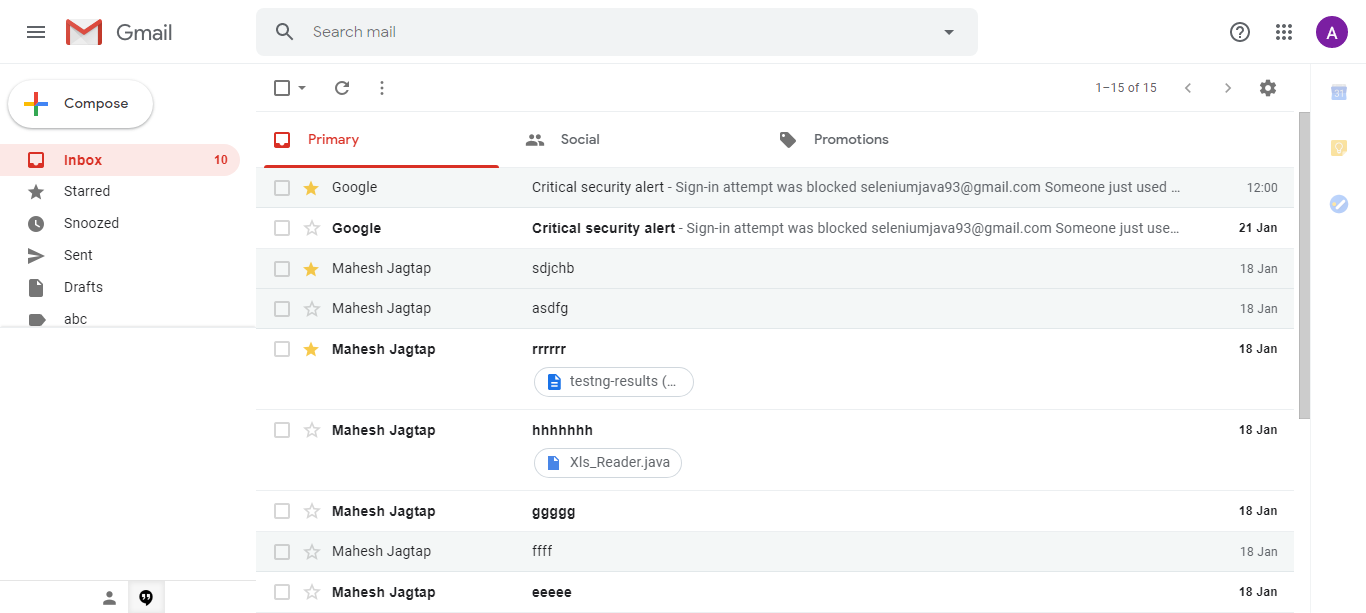 Gmail
Search mail
A
Compose
1–15 of 15
31
Primary
Social
Promotions
Inbox 10
Starred
Snoozed
Sent
Drafts
abc
Google Critical security alert - Sign-in attempt was blocked seleniumjava93@gmail.com Someone just used … 12:00
Google Critical security alert - Sign-in attempt was blocked seleniumjava93@gmail.com Someone just use… 21 Jan
Mahesh Jagtap sdjchb 18 Jan
Mahesh Jagtap asdfg 18 Jan
Mahesh Jagtap rrrrrr 18 Jan
testng-results (…
Mahesh Jagtap hhhhhhh 18 Jan
Xls_Reader.java
Mahesh Jagtap ggggg 18 Jan
Mahesh Jagtap ffff 18 Jan
Mahesh Jagtap eeeee 18 Jan